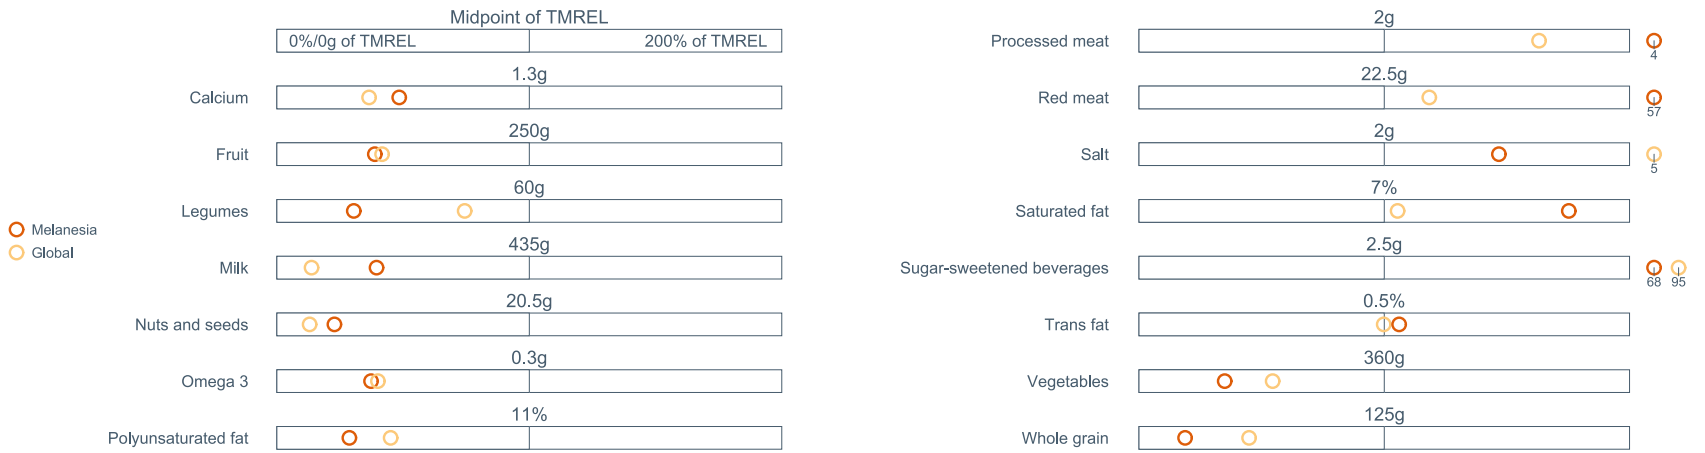 Midpoint of TMREL
0%/0g of TMREL 200% of TMREL
1.3g
Calcium
250g
Fruit
60g
Legumes
435g
Milk
20.5g
Nuts and seeds
0.3g
Omega 3
11%
Polyunsaturated fat
Melanesia
Global
2g
Processed meat
4
22.5g
Red meat
57
2g
Salt
5
7%
Saturated fat
2.5g
Sugar-sweetened beverages
68 95
0.5%
Trans fat
360g
Vegetables
125g
Whole grain